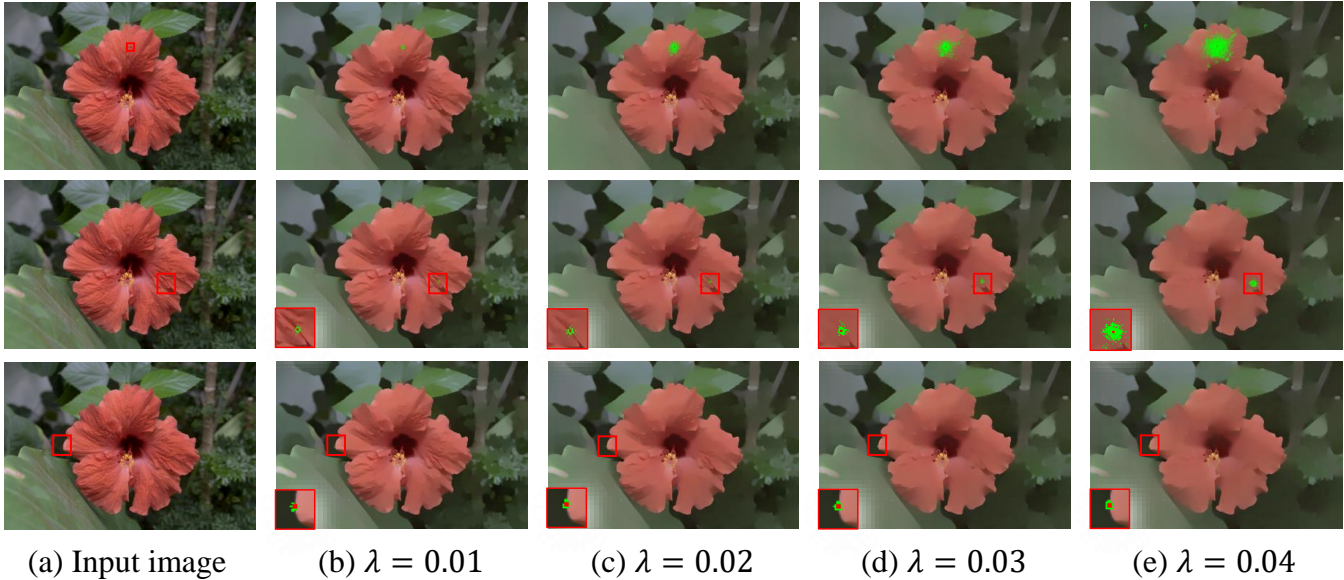 (a) Input image (b) λ = 0.01 (c) λ = 0.02 (d) λ = 0.03 (e) λ = 0.04